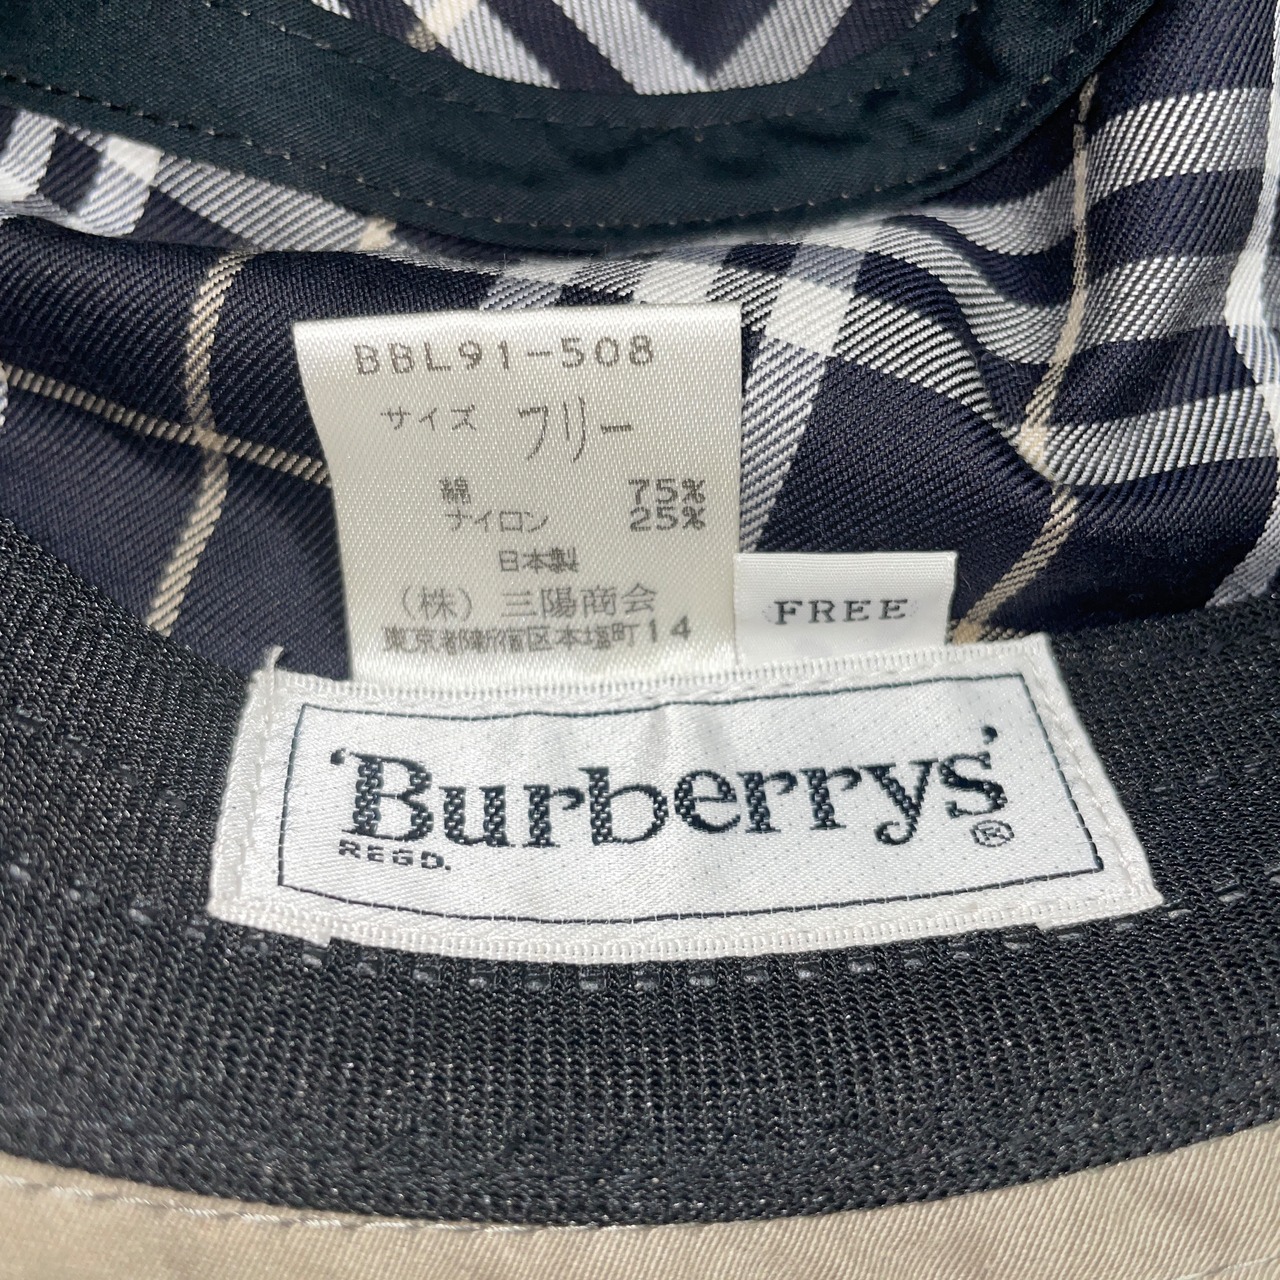 BBL91-508
サイズ フリー
綿 75%
ナイロン 25%
日本製
(株) 三陽商会
東京都新宿区本塩町14
FREE
'Burberrys'
REGD. ®